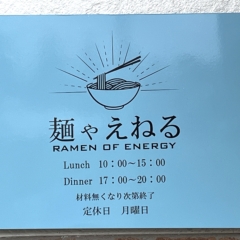 麺ゃえねる
RAMEN OF ENERGY
Lunch 10：00～15：00
Dinner 17：00～20：00
材料無くなり次第終了
定休日 月曜日